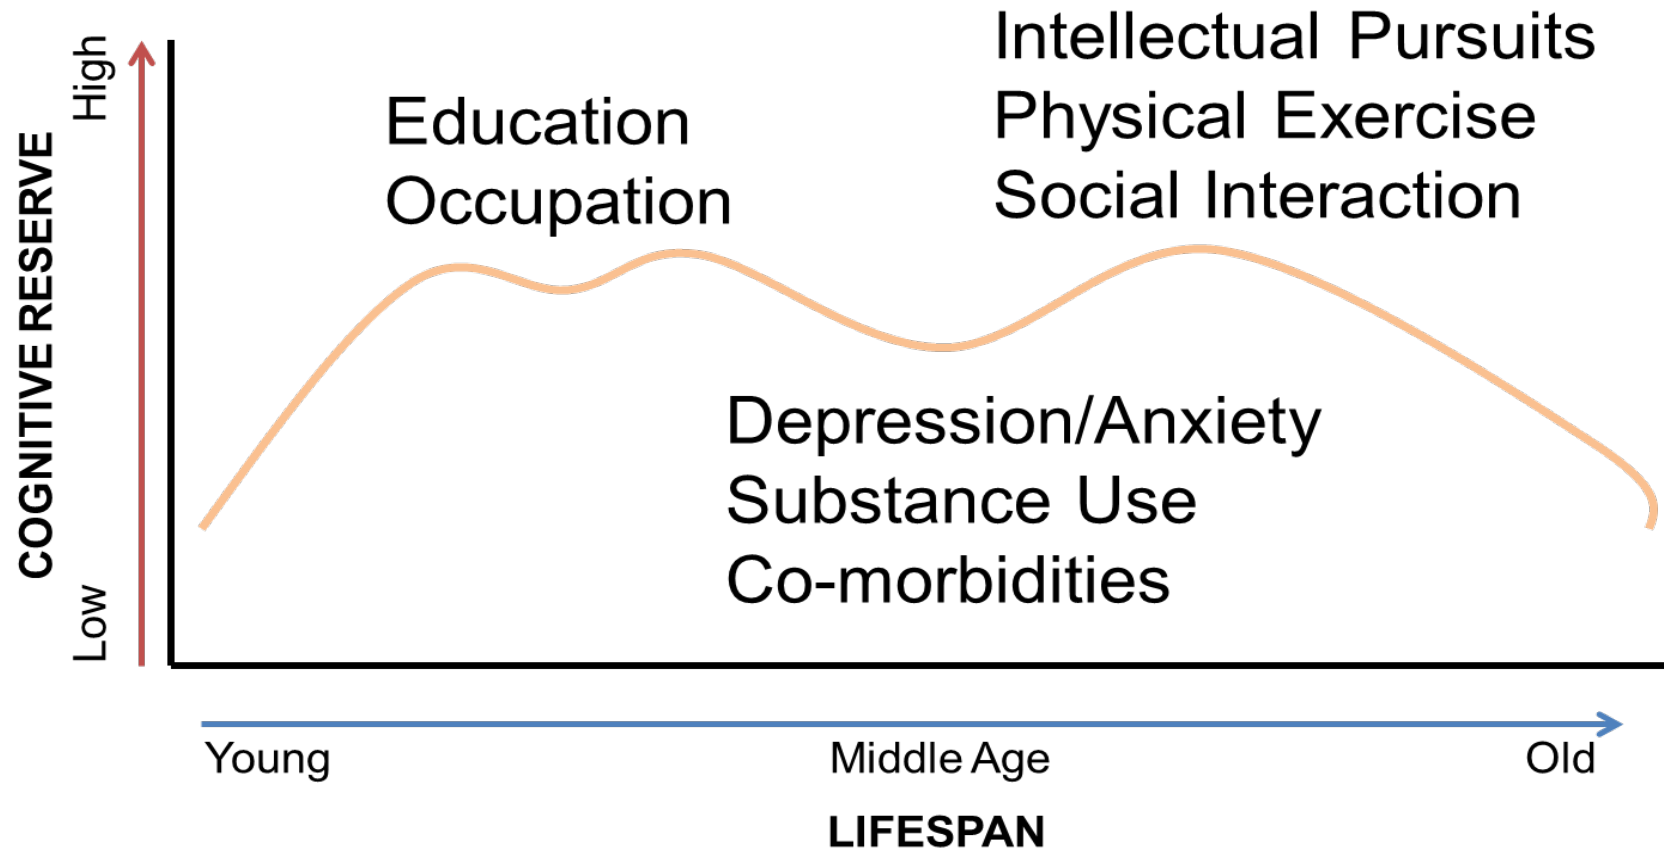 Intellectual Pursuits
Physical Exercise
Social Interaction
Education
Occupation
Depression/Anxiety
Substance Use
Co-morbidities
COGNITIVE RESERVE
High
Low
Young
Middle Age
Old
LIFESPAN